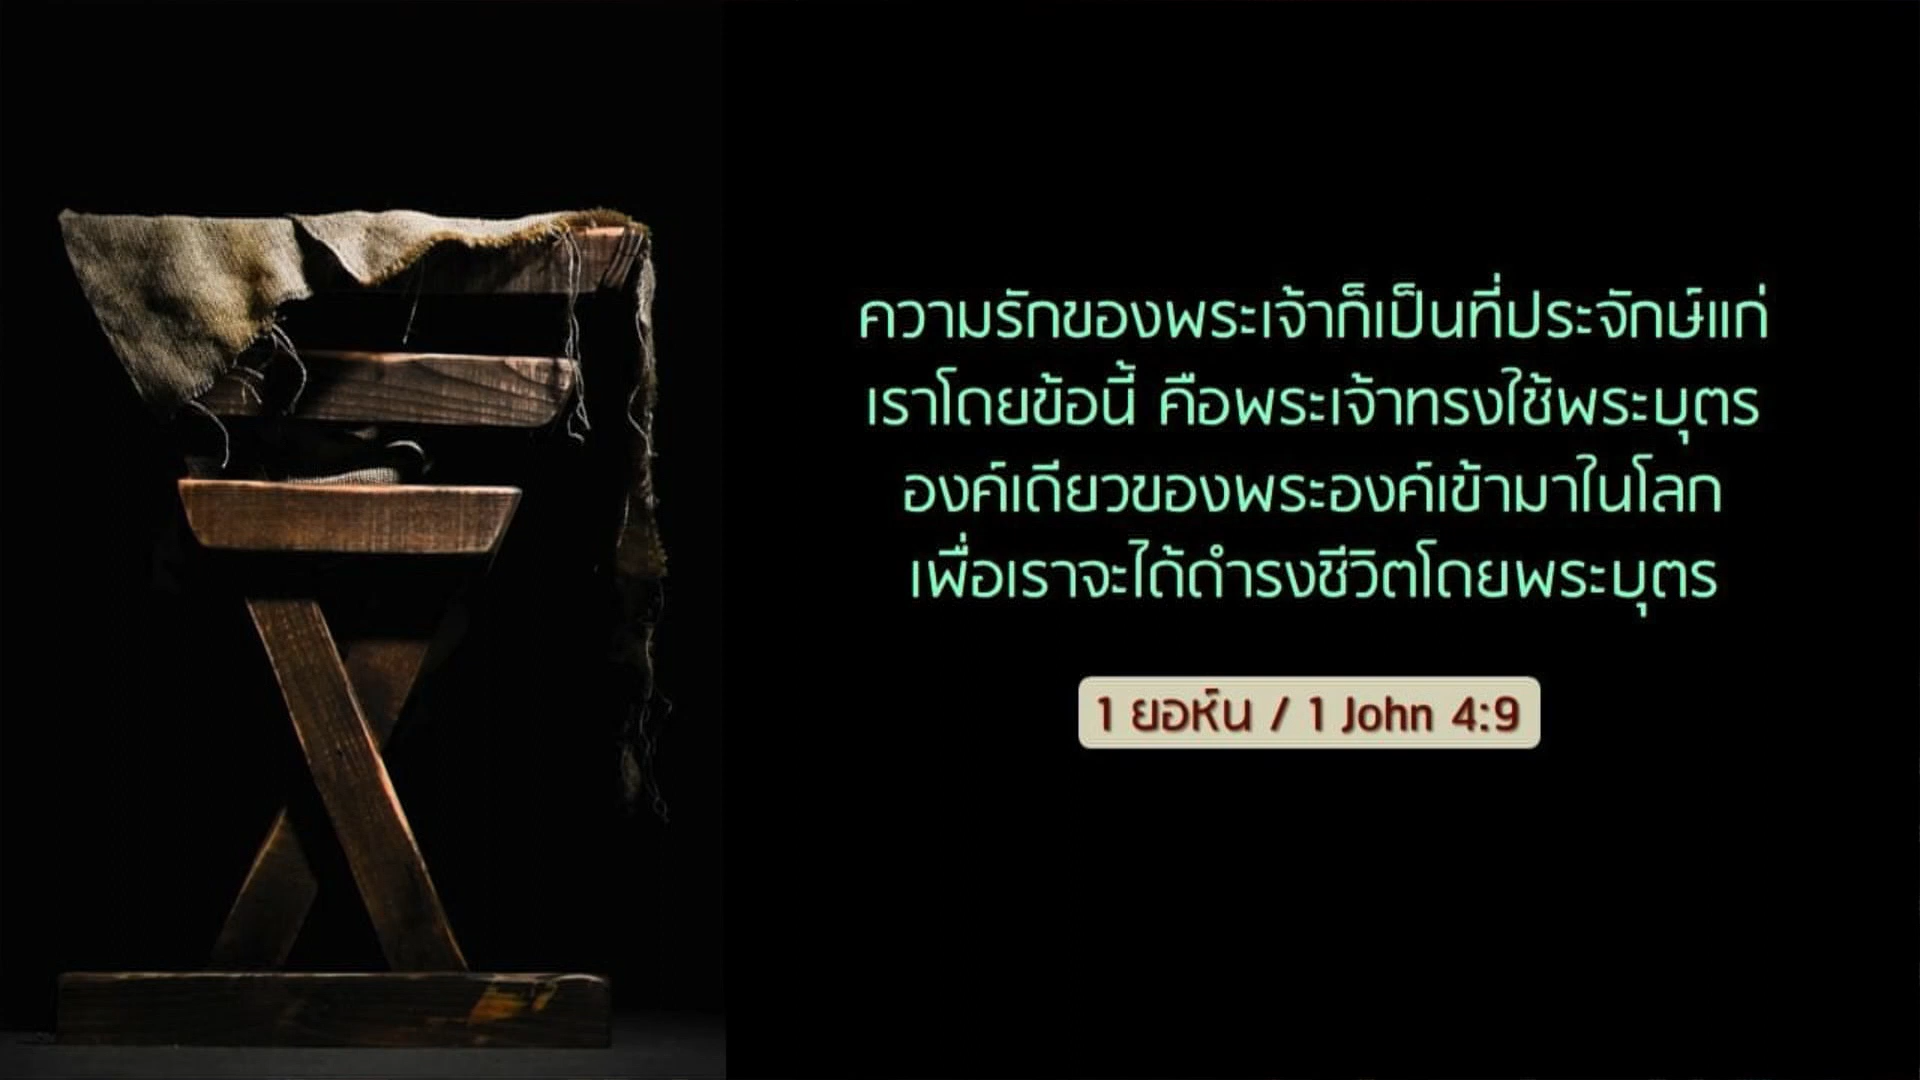 ความรักของพระเจ้าก็เป็นที่ประจักษ์แก่
เราโดยข้อนี้ คือพระเจ้าทรงใช้พระบุตร
องค์เดียวของพระองค์เข้ามาในโลก
เพื่อเราจะได้ดำรงชีวิตโดยพระบุตร
1 ยอห์น / 1 John 4:9